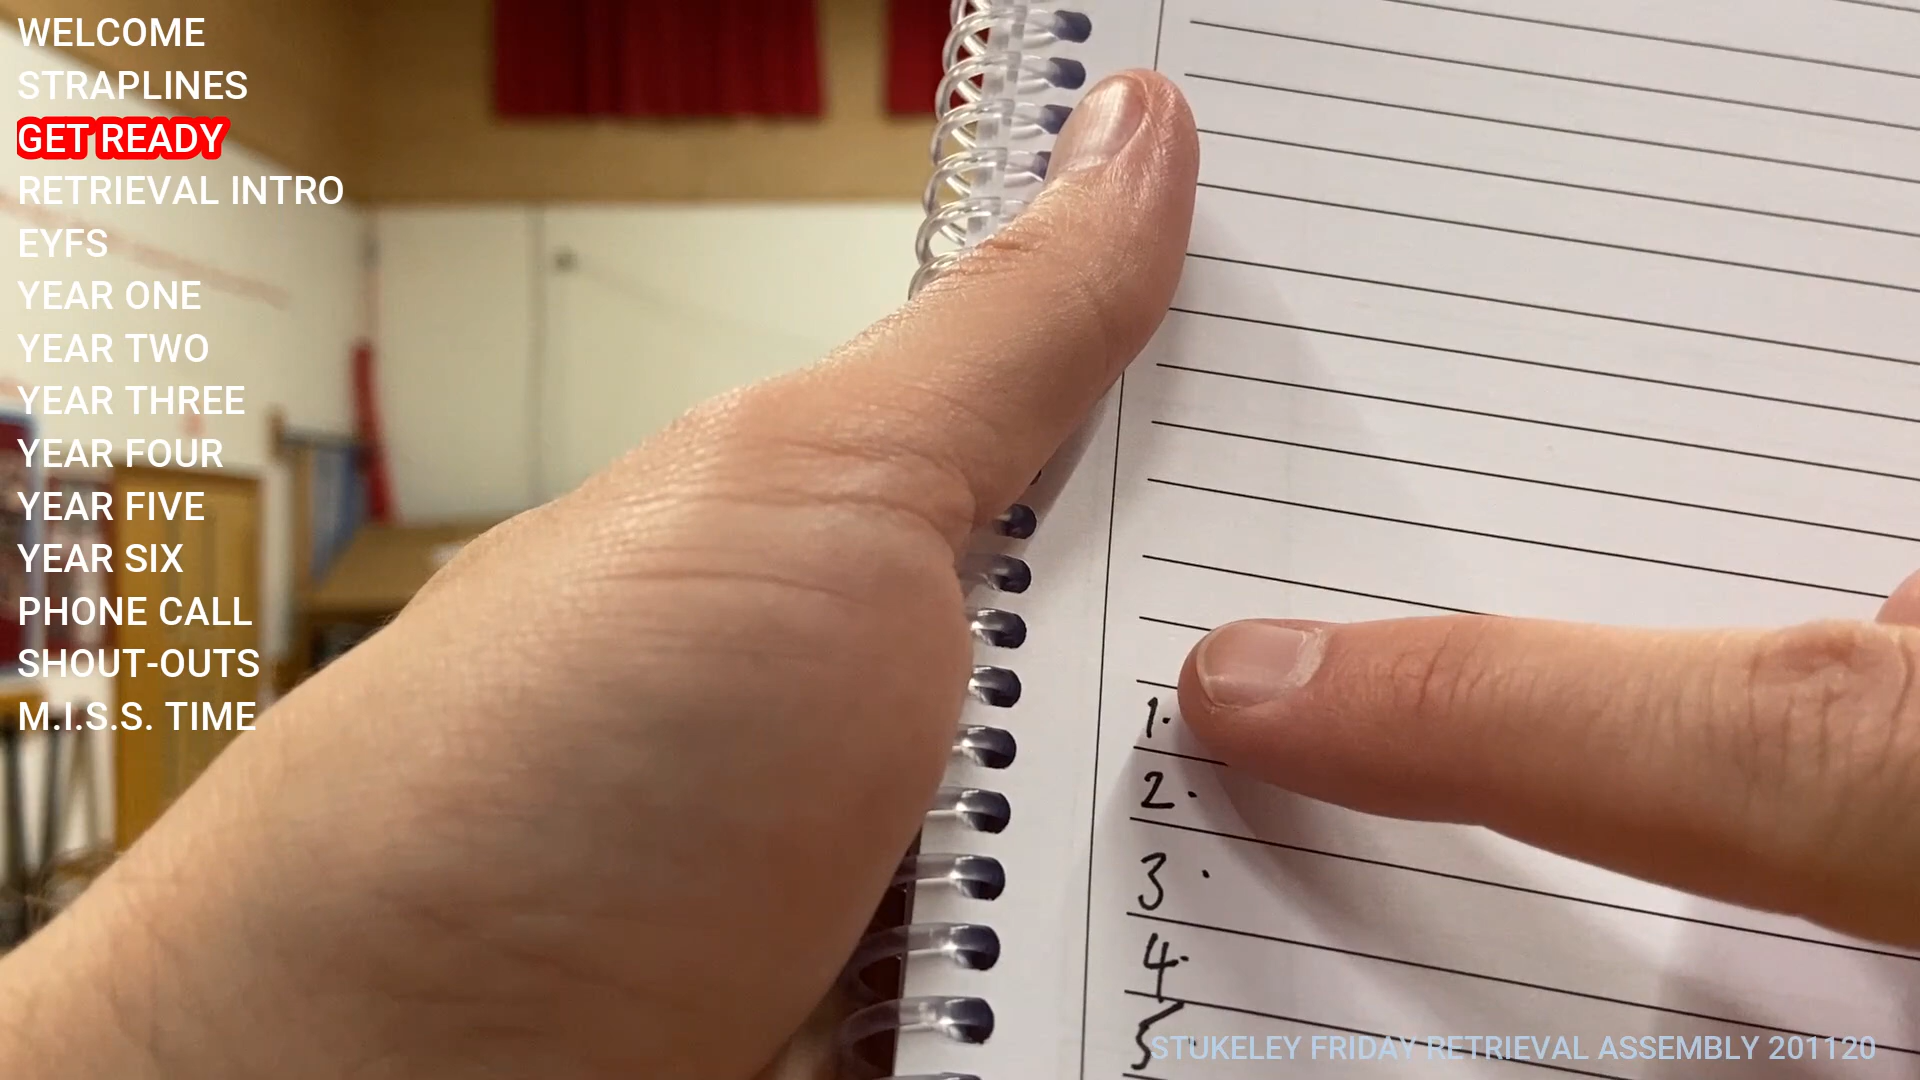 WELCOME
STRAPLINES
GET READY
RETRIEVAL INTRO
EYFS
YEAR ONE
YEAR TWO
YEAR THREE
YEAR FOUR
YEAR FIVE
YEAR SIX
PHONE CALL
SHOUT-OUTS
M.I.S.S. TIME
1.
2.
3.
4.
5
STUKELEY FRIDAY RETRIEVAL ASSEMBLY 201120